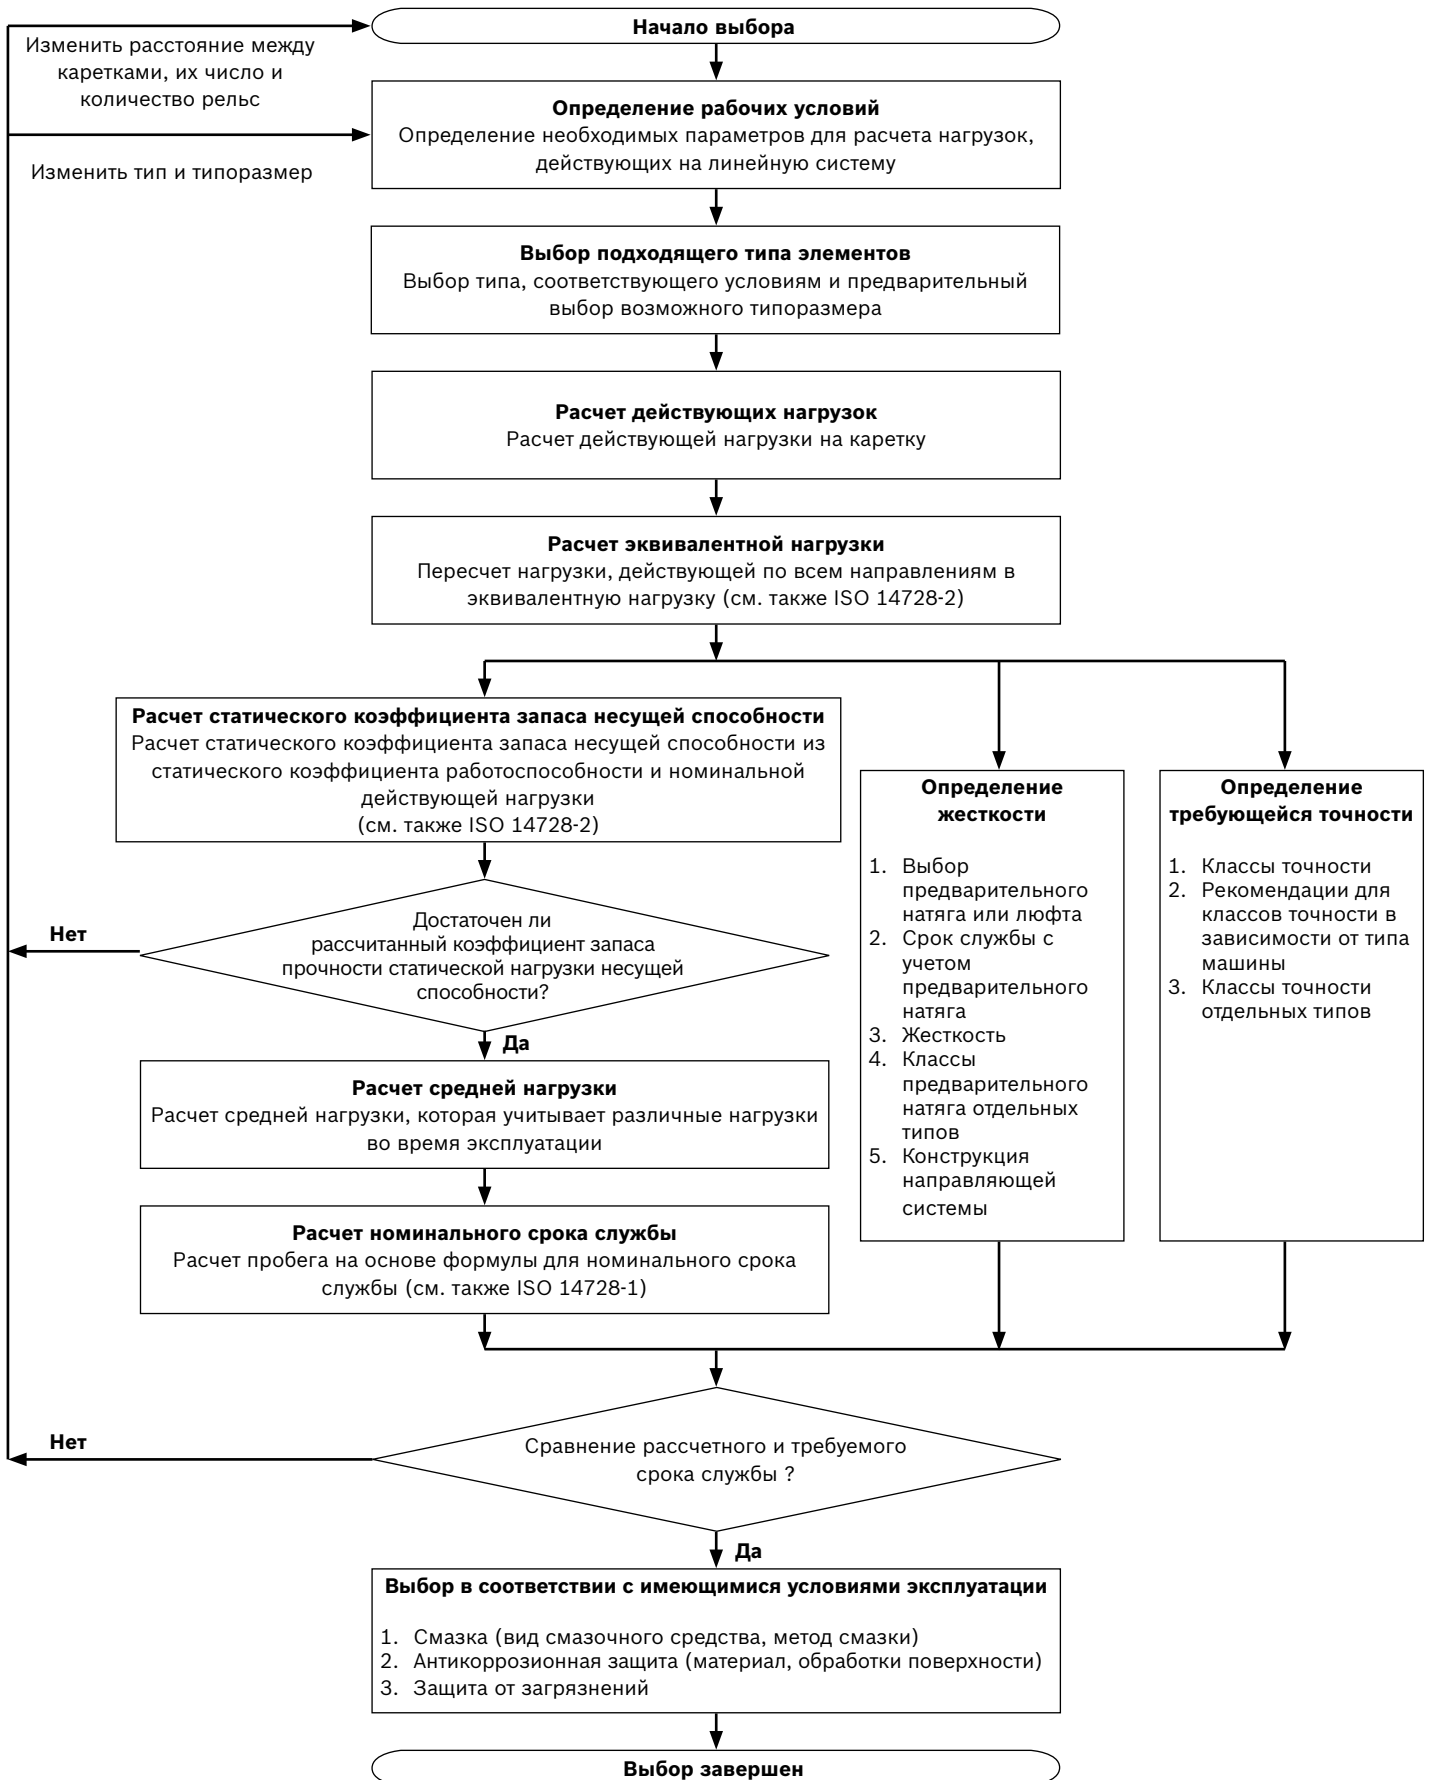 Начало выбора
Изменить расстояние между
каретками, их число и
количество рельс
Определение рабочих условий
Определение необходимых параметров для расчета нагрузок,
действующих на линейную систему
Изменить тип и типоразмер
Выбор подходящего типа элементов
Выбор типа, соответствующего условиям и предварительный
выбор возможного типоразмера
Расчет действующих нагрузок
Расчет действующей нагрузки на каретку
Расчет эквивалентной нагрузки
Пересчет нагрузки, действующей по всем направлениям в
эквивалентную нагрузку (см. также ISO 14728-2)
Расчет статического коэффициента запаса несущей способности
Расчет статического коэффициента запаса несущей способности из
статического коэффициента работоспособности и номинальной
действующей нагрузки
(см. также ISO 14728-2)
Определение
жесткости
1. Выбор
предварительного
натяга или люфта
2. Срок службы с
учетом
предварительного
натяга
3. Жесткость
4. Классы
предварительного
натяга отдельных
типов
5. Конструкция
направляющей
системы
Определение
требующейся точности
1. Классы точности
2. Рекомендации для
классов точности в
зависимости от типа
машины
3. Классы точности
отдельных типов
Достаточен ли
рассчитанный коэффициент запаса
прочности статической нагрузки несущей
способности?
Нет
Да
Расчет средней нагрузки
Расчет средней нагрузки, которая учитывает различные нагрузки
во время эксплуатации
Расчет номинального срока службы
Расчет пробега на основе формулы для номинального срока
службы (см. также ISO 14728-1)
Нет
Сравнение рассчетного и требуемого
срока службы ?
Да
Выбор в соответствии с имеющимися условиями эксплуатации
1. Смазка (вид смазочного средства, метод смазки)
2. Антикоррозионная защита (материал, обработки поверхности)
3. Защита от загрязнений
Выбор завершен